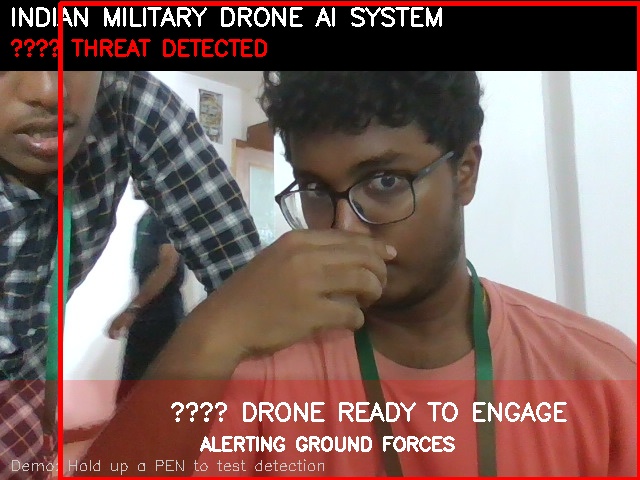 INDIAN MILITARY DRONE AI SYSTEM
???? THREAT DETECTED
???? DRONE READY TO ENGAGE
ALERTING GROUND FORCES
Demo: Hold up a PEN to test detection